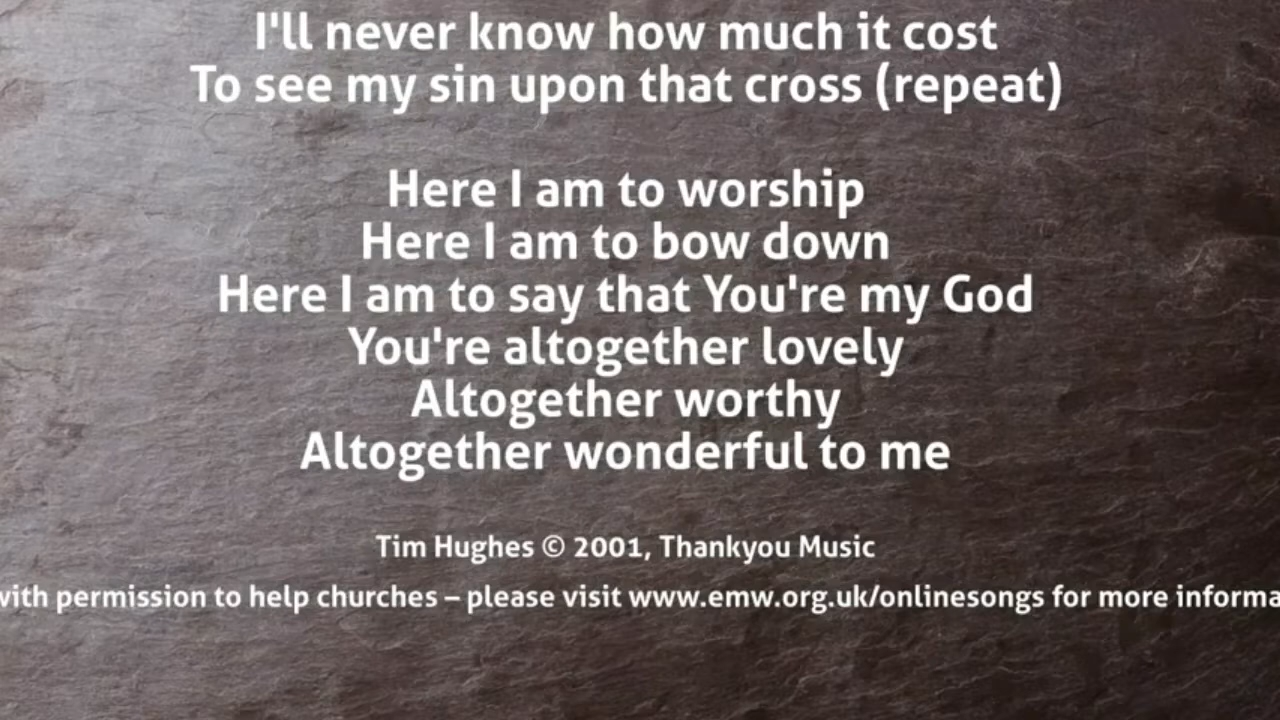 I'll never know how much it cost
To see my sin upon that cross (repeat)
Here I am to worship
Here I am to bow down
Here I am to say that You're my God
You're altogether lovely
Altogether worthy
Altogether wonderful to me
Tim Hughes © 2001, Thankyou Music
with permission to help churches – please visit www.emw.org.uk/onlinesongs for more informa